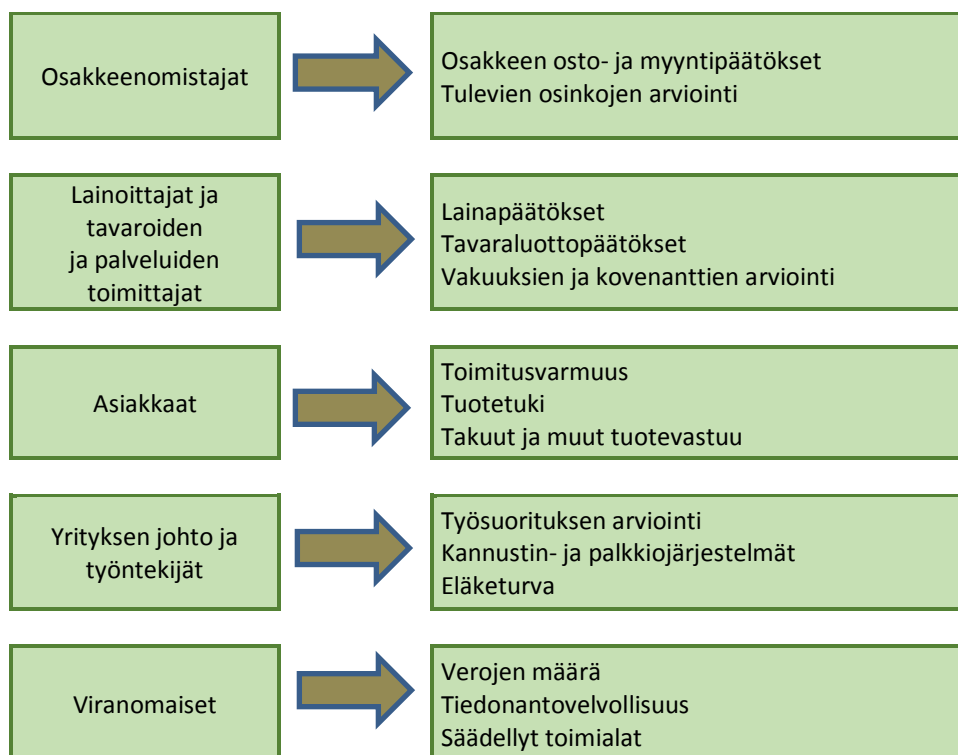 Osakkeenomistajat
Osakkeen osto- ja myyntipäätökset
Tulevien osinkojen arviointi
Lainoittajat ja
tavaroiden
ja palveluiden
toimittajat
Lainapäätökset
Tavaraluottopäätökset
Vakuuksien ja kovenanttien arviointi
Asiakkaat
Toimitusvarmuus
Tuotetuki
Takuut ja muut tuotevastuu
Yrityksen johto ja
työntekijät
Työsuorituksen arviointi
Kannustin- ja palkkiojärjestelmät
Eläketurva
Viranomaiset
Verojen määrä
Tiedonantovelvollisuus
Säädellyt toimialat